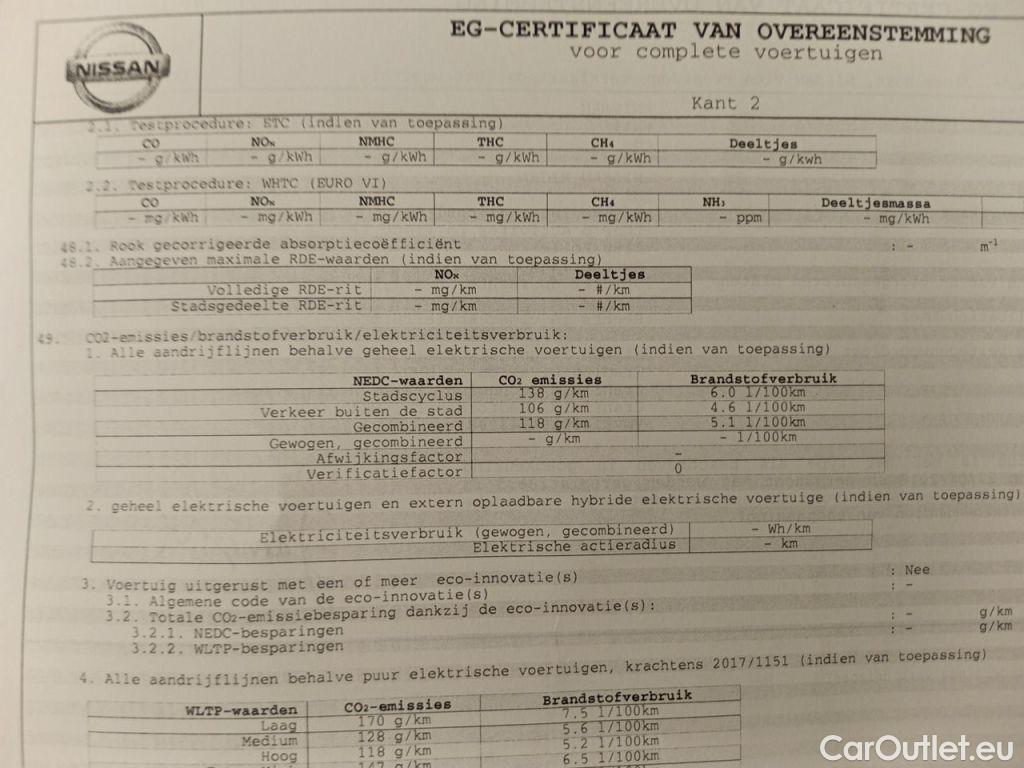 NISSAN
EG-CERTIFICAAT VAN OVEREENSTEMMING
voor complete voertuigen
Kant 2
2.1. Testprocedure: ETC (indien van toepassing)
CO NOx NMHC THC CH4 Deeltjes
- g/kWh - g/kWh - g/kWh - g/kWh - g/kWh - g/kwh
2.2. Testprocedure: WHTC (EURO VI)
CO NOx NMHC THC CH4 NH3 Deeltjesmassa
- mg/kWh - mg/kWh - mg/kWh - mg/kWh - mg/kWh - ppm - mg/kWh
48.1. Rook gecorrigeerde absorptiecoëfficiënt : - m-1
48.2. Aangegeven maximale RDE-waarden (indien van toepassing)
NOx Deeltjes
Volledige RDE-rit - mg/km - #/km
Stadsgedeelte RDE-rit - mg/km - #/km
49. CO2-emissies/brandstofverbruik/elektriciteitsverbruik:
1. Alle aandrijflijnen behalve geheel elektrische voertuigen (indien van toepassing)
NEDC-waarden CO2 emissies Brandstofverbruik
Stadscyclus 138 g/km 6.0 l/100km
Verkeer buiten de stad 106 g/km 4.6 l/100km
Gecombineerd 118 g/km 5.1 l/100km
Gewogen, gecombineerd - g/km - l/100km
Afwijkingsfactor -
Verificatiefactor 0
2. geheel elektrische voertuigen en extern oplaadbare hybride elektrische voertuige (indien van toepassing)
Elektriciteitsverbruik (gewogen, gecombineerd) - Wh/km
Elektrische actieradius - km
3. Voertuig uitgerust met een of meer eco-innovatie(s) : Nee
3.1. Algemene code van de eco-innovatie(s) : -
3.2. Totale CO2-emissiebesparing dankzij de eco-innovatie(s):
3.2.1. NEDC-besparingen : - g/km
3.2.2. WLTP-besparingen : - g/km
4. Alle aandrijflijnen behalve puur elektrische voertuigen, krachtens 2017/1151 (indien van toepassing)
WLTP-waarden CO2-emissies Brandstofverbruik
Laag 170 g/km 7.5 l/100km
Medium 128 g/km 5.6 l/100km
Hoog 118 g/km 5.2 l/100km
147 g/km 6.5 l/100km
CarOutlet.eu